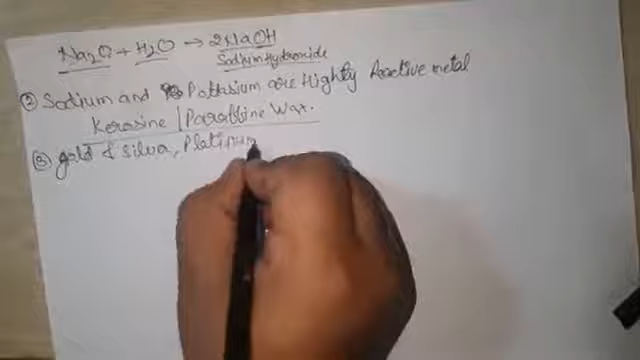 Na₂O + H₂O → 2NaOH
Sodium Hydroxide
② Sodium and Potassium are Highly Reactive metal
Kerosine | Paraffine Wax.
③ gold & Silver, Platinum